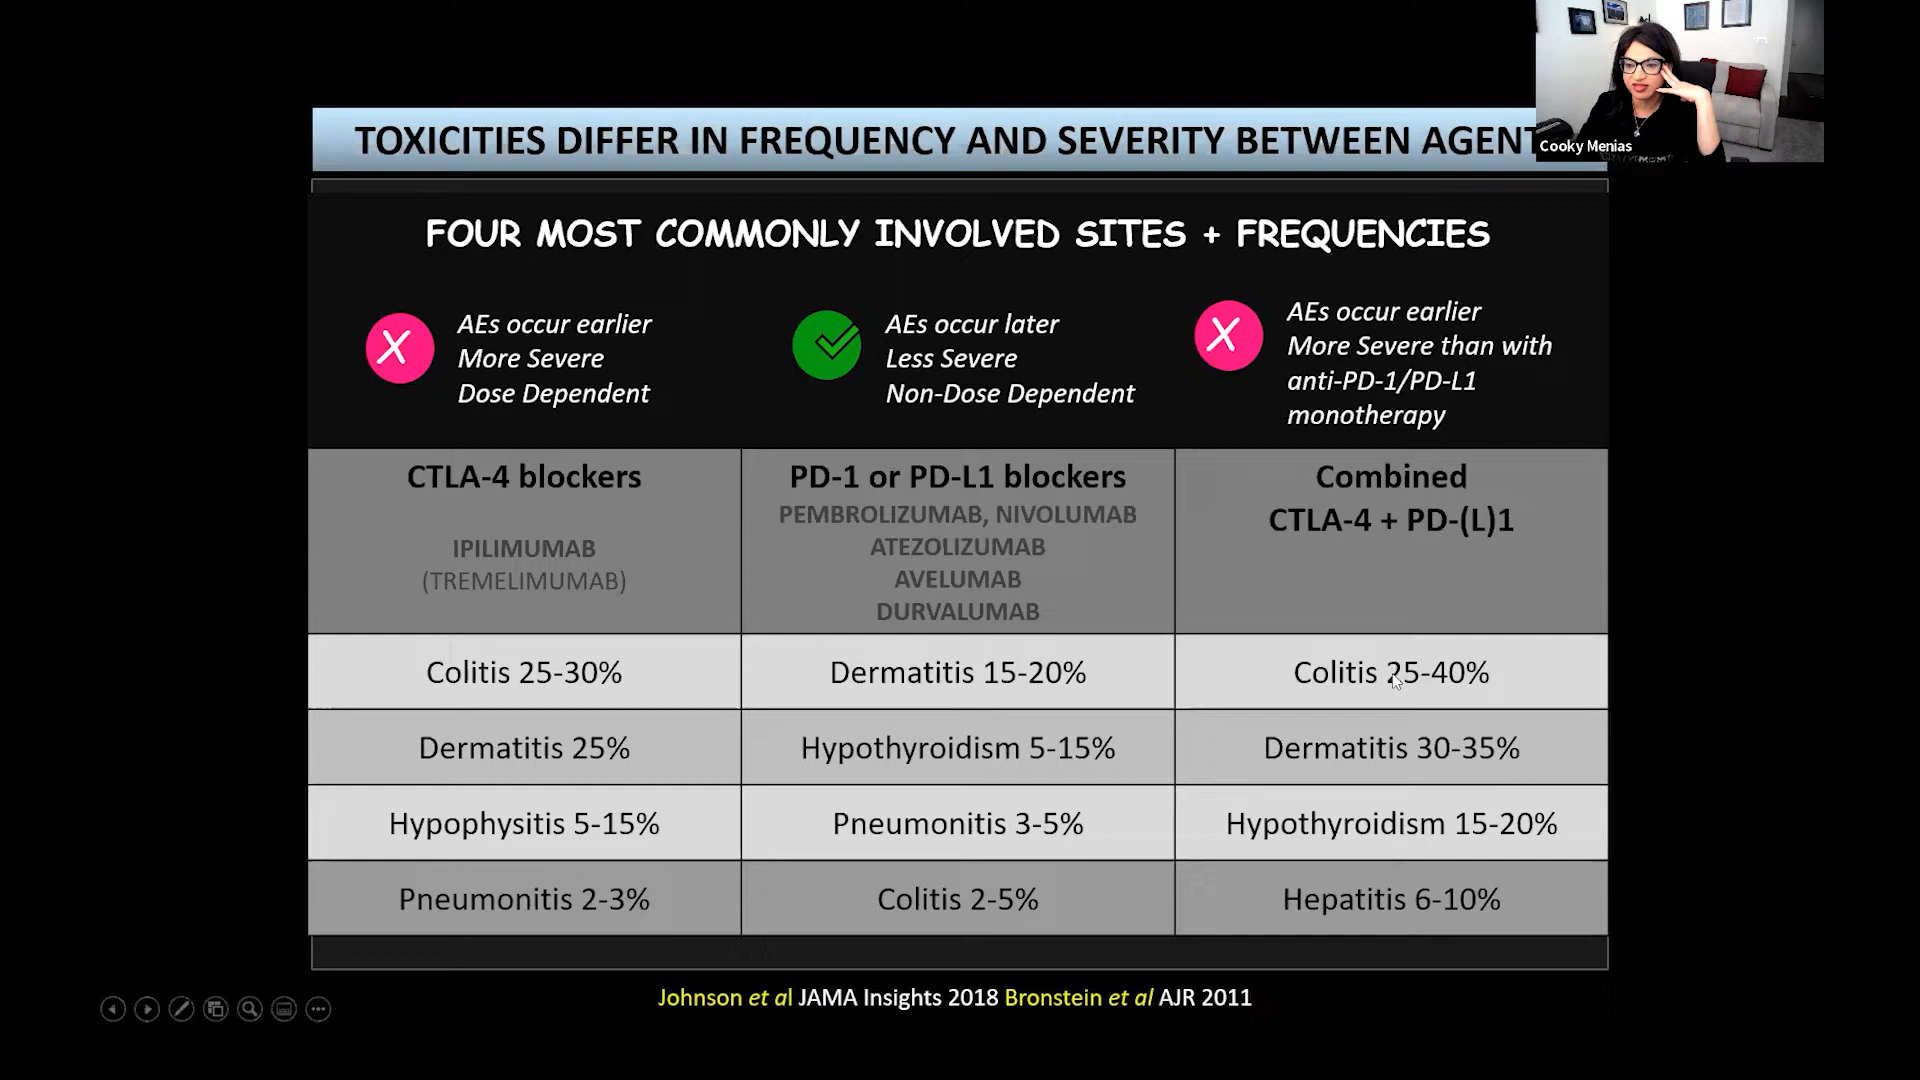 TOXICITIES DIFFER IN FREQUENCY AND SEVERITY BETWEEN AGENT
Cooky Menias
FOUR MOST COMMONLY INVOLVED SITES + FREQUENCIES
X
AEs occur earlier
More Severe
Dose Dependent
AEs occur later
Less Severe
Non-Dose Dependent
X
AEs occur earlier
More Severe than with
anti-PD-1/PD-L1
monotherapy
CTLA-4 blockers
IPILIMUMAB
(TREMELIMUMAB)
PD-1 or PD-L1 blockers
PEMBROLIZUMAB, NIVOLUMAB
ATEZOLIZUMAB
AVELUMAB
DURVALUMAB
Combined
CTLA-4 + PD-(L)1
Colitis 25-30%
Dermatitis 15-20%
Colitis 25-40%
Dermatitis 25%
Hypothyroidism 5-15%
Dermatitis 30-35%
Hypophysitis 5-15%
Pneumonitis 3-5%
Hypothyroidism 15-20%
Pneumonitis 2-3%
Colitis 2-5%
Hepatitis 6-10%
Johnson et al JAMA Insights 2018 Bronstein et al AJR 2011